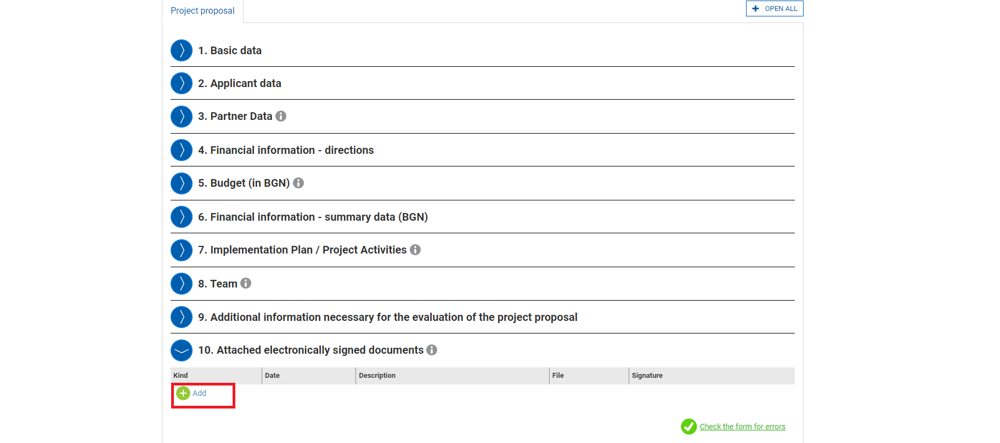 Project proposal
OPEN ALL
1. Basic data
2. Applicant data
3. Partner Data
4. Financial information - directions
5. Budget (in BGN)
6. Financial information - summary data (BGN)
7. Implementation Plan / Project Activities
8. Team
9. Additional information necessary for the evaluation of the project proposal
10. Attached electronically signed documents
Kind Date Description File Signature
Add
Check the form for errors